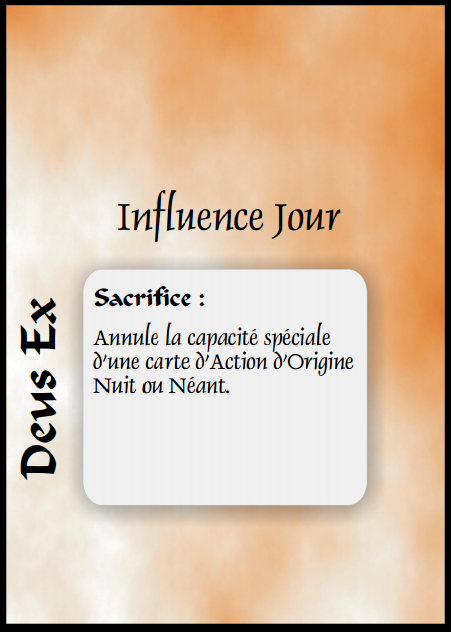 Influence Jour
Sacrifice :
Annule la capacité spéciale
d'une carte d'Action d'Origine
Nuit ou Néant.
Deus Ex